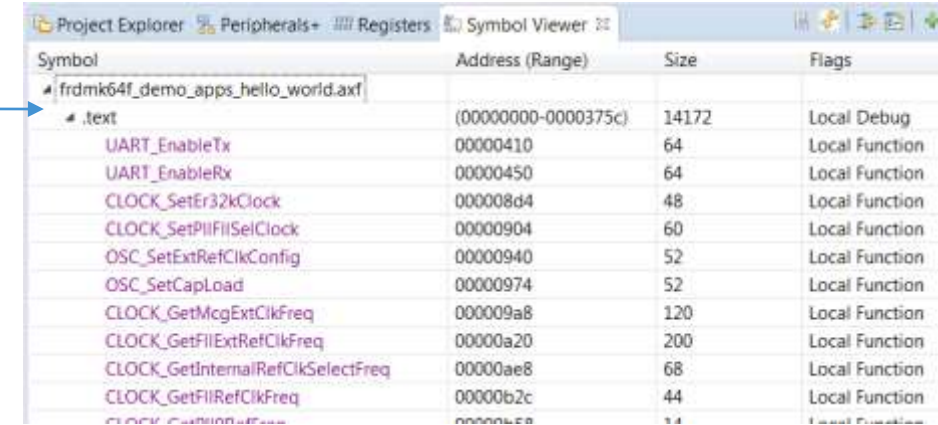 Project Explorer Peripherals+ Registers Symbol Viewer
Symbol Address (Range) Size Flags
frdmk64f_demo_apps_hello_world.axf
.text (00000000-0000375c) 14172 Local Debug
UART_EnableTx 00000410 64 Local Function
UART_EnableRx 00000450 64 Local Function
CLOCK_SetEr32kClock 000008d4 48 Local Function
CLOCK_SetPllFllSelClock 00000904 60 Local Function
OSC_SetExtRefClkConfig 00000940 52 Local Function
OSC_SetCapLoad 00000974 52 Local Function
CLOCK_GetMcgExtClkFreq 000009a8 120 Local Function
CLOCK_GetFllExtRefClkFreq 00000a20 200 Local Function
CLOCK_GetInternalRefClkSelectFreq 00000ae8 68 Local Function
CLOCK_GetFllRefClkFreq 00000b2c 44 Local Function